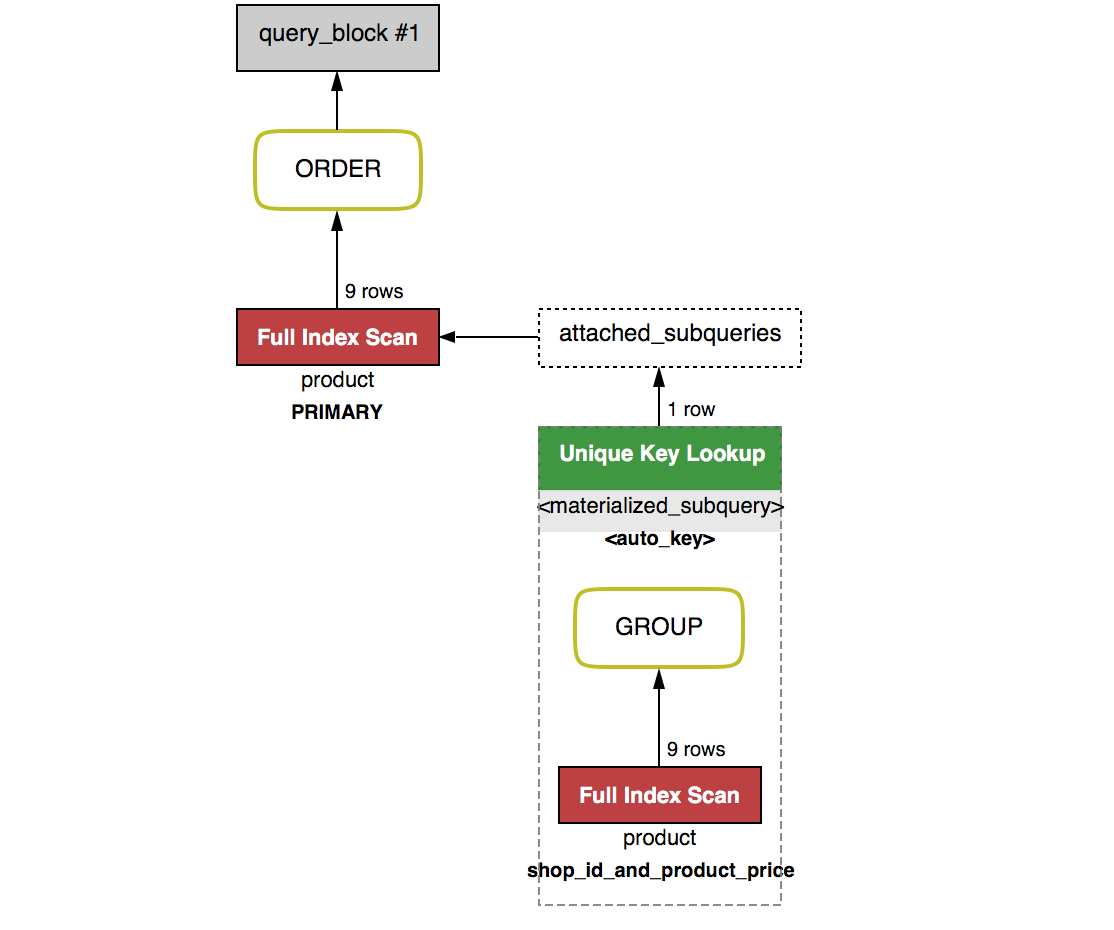 query_block #1
ORDER
9 rows
Full Index Scan
product
PRIMARY
attached_subqueries
1 row
Unique Key Lookup
<materialized_subquery>
<auto_key>
GROUP
9 rows
Full Index Scan
product
shop_id_and_product_price